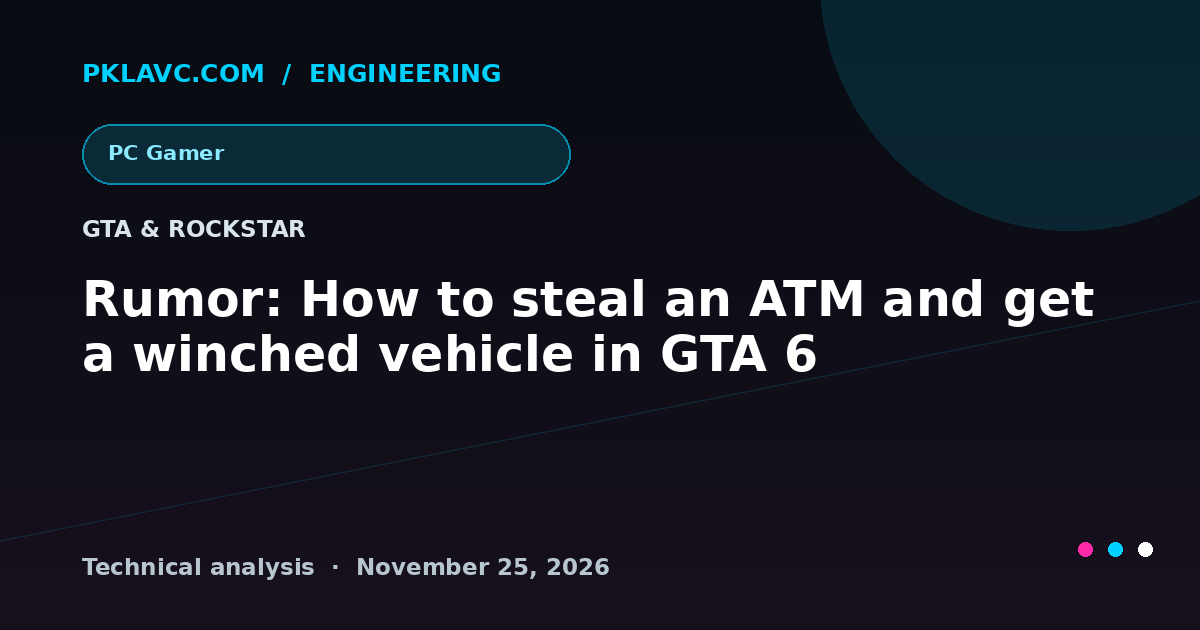 PKLAVC.COM / ENGINEERING
PC Gamer
GTA & ROCKSTAR
Rumor: How to steal an ATM and get
a winched vehicle in GTA 6
Technical analysis · November 25, 2026